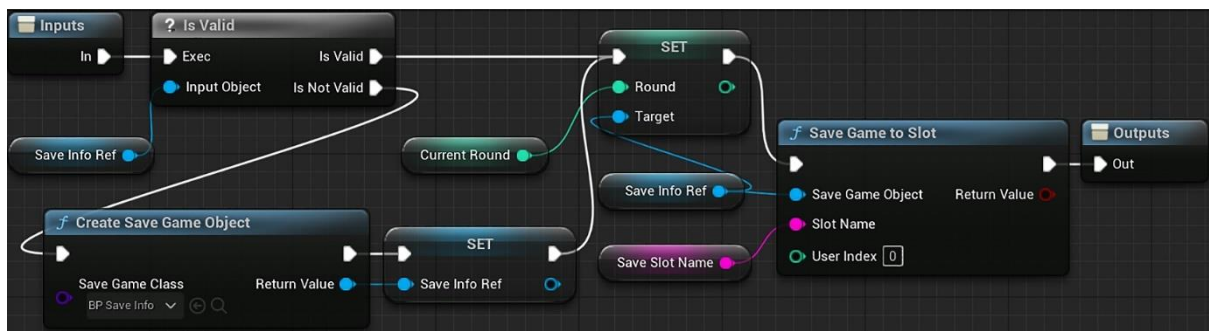 Inputs
In
? Is Valid
Exec
Is Valid
Input Object
Is Not Valid
Save Info Ref
SET
Round
Target
Current Round
Save Info Ref
Save Slot Name
f Save Game to Slot
Save Game Object
Return Value
Slot Name
User Index 0
Outputs
Out
f Create Save Game Object
Save Game Class
Return Value
BP Save Info
SET
Save Info Ref